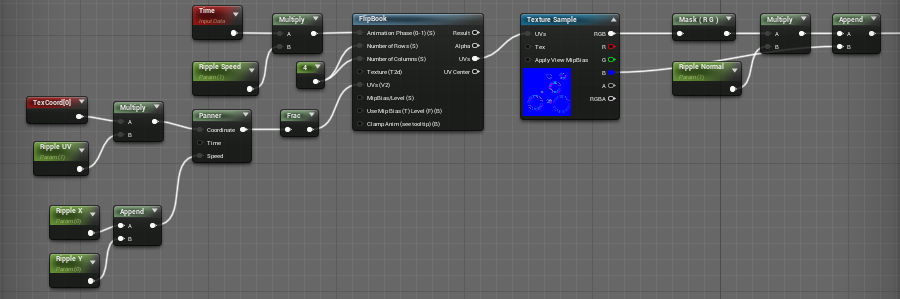 Time
Input Data
Multiply
A
B
Ripple Speed
Param (1)
4
FlipBook
Animation Phase (0-1) (S)
Number of Rows (S)
Number of Columns (S)
Texture (T2d)
UVs (V2)
MipBias/Level (S)
Use Mip Bias (T) Level (F) (B)
Clamp Anim (see tooltip) (B)
Result
Alpha
UVs
UV Center
Texture Sample
UVs
Tex
Apply View MipBias
RGB
R
G
B
A
RGBA
Mask ( R G )
Ripple Normal
Param (1)
Multiply
A
B
Append
A
B
TexCoord[0]
Ripple UV
Param (1)
Multiply
A
B
Panner
Coordinate
Time
Speed
Frac
Ripple X
Param (0)
Ripple Y
Param (0)
Append
A
B